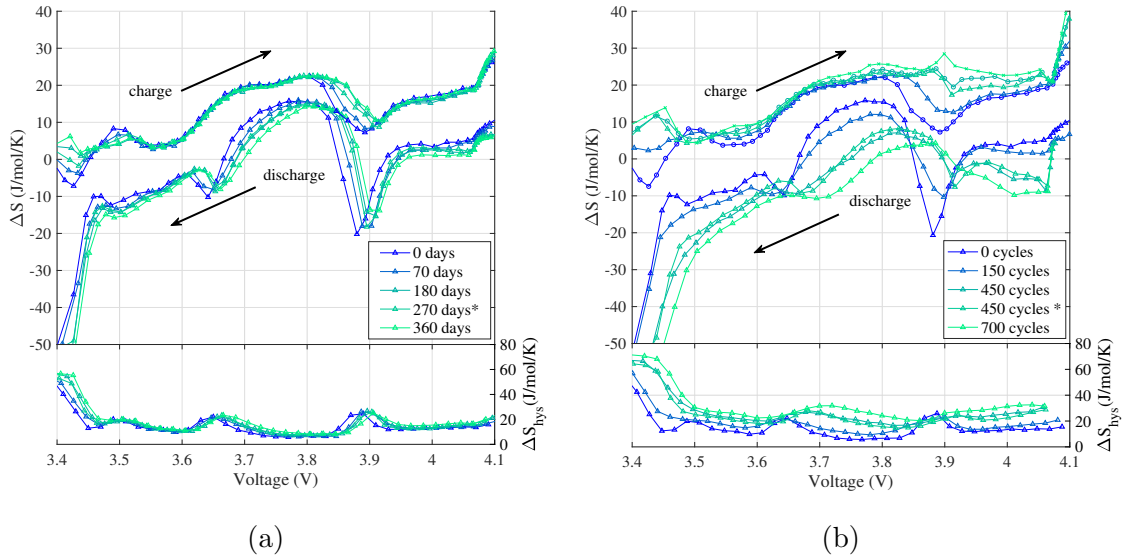 40
30
20
10
0
-10
-20
-30
-40
-50
ΔS (J/mol/K)
charge
discharge
0 days
70 days
180 days
270 days*
360 days
80
60
40
20
0
ΔS_hys (J/mol/K)
3.4 3.5 3.6 3.7 3.8 3.9 4 4.1
Voltage (V)
(a)
40
30
20
10
0
-10
-20
-30
-40
-50
ΔS (J/mol/K)
charge
discharge
0 cycles
150 cycles
450 cycles
450 cycles *
700 cycles
80
60
40
20
0
ΔS_hys (J/mol/K)
3.4 3.5 3.6 3.7 3.8 3.9 4 4.1
Voltage (V)
(b)